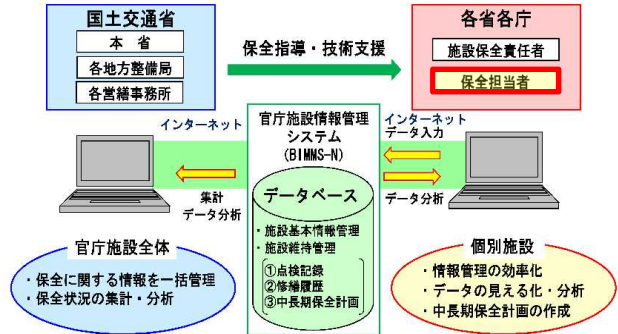 国土交通省
本　省
各地方整備局
各営繕事務所
保全指導・技術支援
各省各庁
施設保全責任者
保全担当者
インターネット
集計
データ分析
官庁施設情報管理
システム
(BIMMS-N)
データベース
・施設基本情報管理
・施設維持管理
①点検記録
②修繕履歴
③中長期保全計画
インターネット
データ入力
データ分析
官庁施設全体
・保全に関する情報を一括管理
・保全状況の集計・分析
個別施設
・情報管理の効率化
・データの見える化・分析
・中長期保全計画の作成